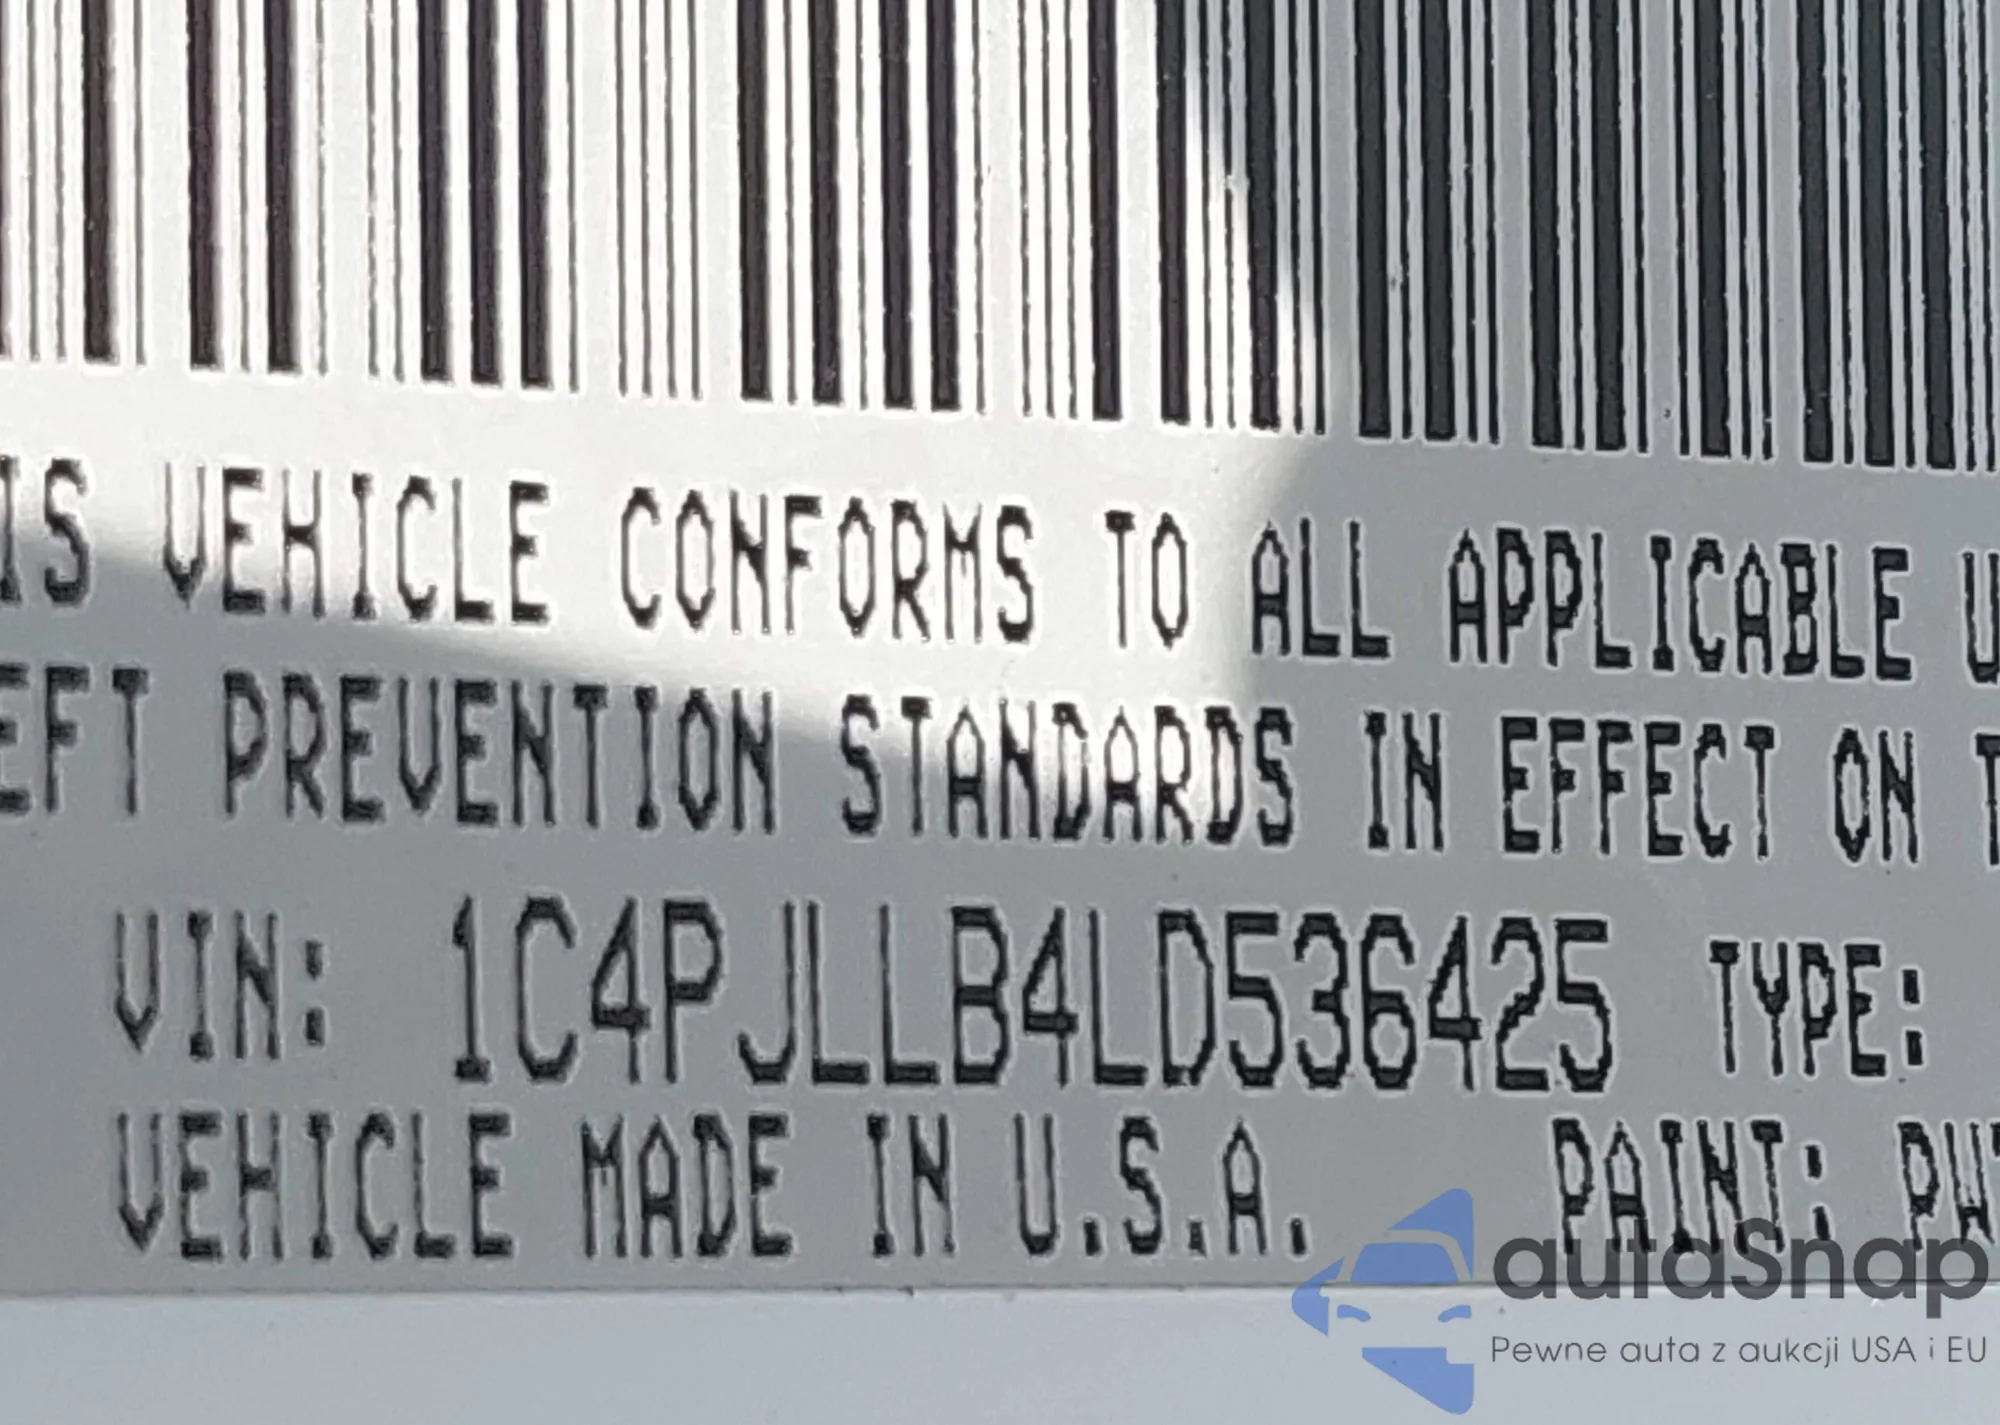 IS VEHICLE CONFORMS TO ALL APPLICABLE U
EFT PREVENTION STANDARDS IN EFFECT ON T
VIN: 1C4PJLLB4LD536425 TYPE:
VEHICLE MADE IN U.S.A. PAINT: PW7
autaSnap
Pewne auta z aukcji USA i EU